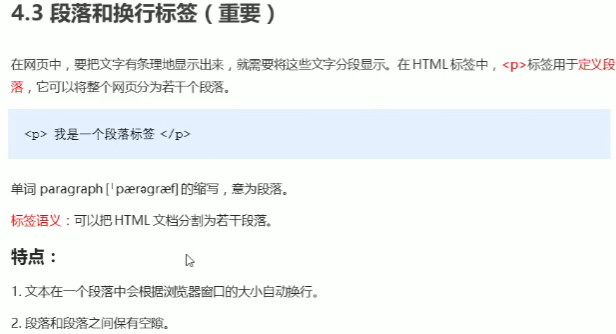 4.3 段落和换行标签（重要）
在网页中，要把文字有条理地显示出来，就需要将这些文字分段显示。在 HTML 标签中，<p>标签用于定义段
落，它可以将整个网页分为若干个段落。
<p> 我是一个段落标签 </p>
单词 paragraph [ˈpærəgræf] 的缩写，意为段落。
标签语义：可以把 HTML 文档分割为若干段落。
特点：
1. 文本在一个段落中会根据浏览器窗口的大小自动换行。
2. 段落和段落之间保有空隙。